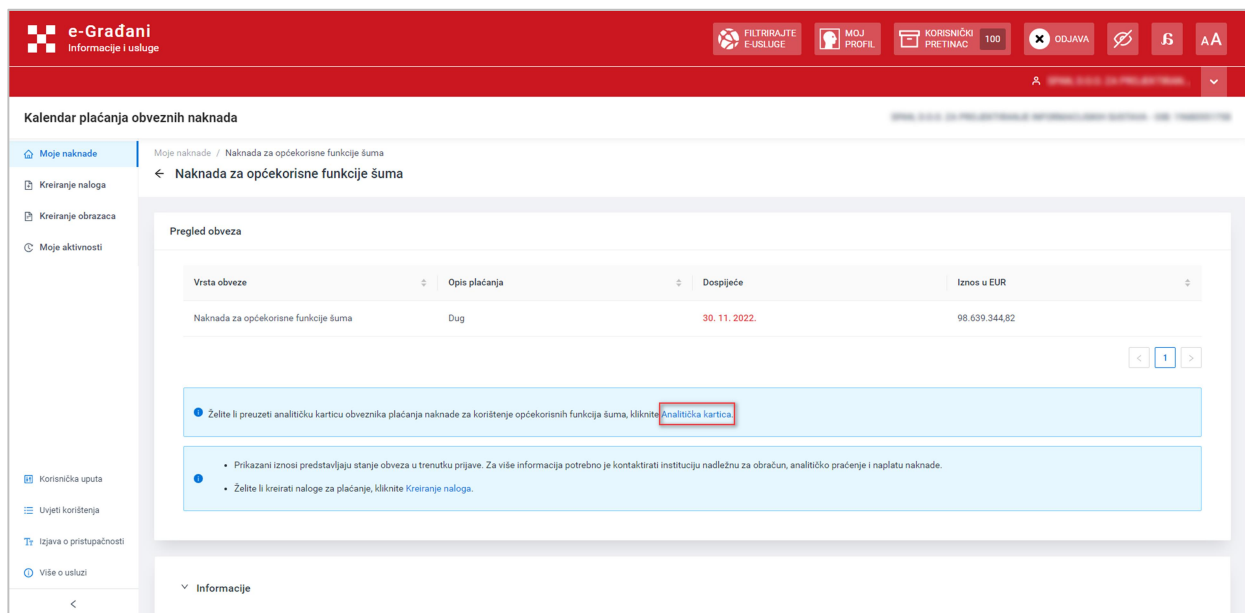 e-Građani
Informacije i usluge
FILTRIRAJTE
E-USLUGE
MOJ
PROFIL
KORISNIČKI
PRETINAC
100
ODJAVA
AA
Kalendar plaćanja obveznih naknada
Moje naknade
Kreiranje naloga
Kreiranje obrazaca
Moje aktivnosti
Moje naknade / Naknada za općekorisne funkcije šuma
Naknada za općekorisne funkcije šuma
Pregled obveza
Vrsta obveze Opis plaćanja Dospijeće Iznos u EUR
Naknada za općekorisne funkcije šuma Dug 30. 11. 2022. 98.639.344,82
< 1 >
Želite li preuzeti analitičku karticu obveznika plaćanja naknade za korištenje općekorisnih funkcija šuma, kliknite Analitička kartica.
• Prikazani iznosi predstavljaju stanje obveza u trenutku prijave. Za više informacija potrebno je kontaktirati instituciju nadležnu za obračun, analitičko praćenje i naplatu naknade.
• Želite li kreirati naloge za plaćanje, kliknite Kreiranje naloga.
Korisnička uputa
Uvjeti korištenja
Izjava o pristupačnosti
Više o usluzi
<
Informacije